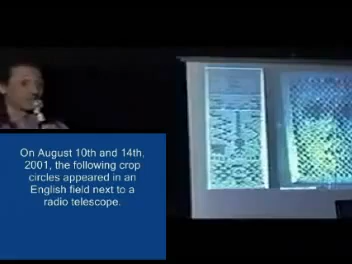 On August 10th and 14th,
2001, the following crop
circles appeared in an
English field next to a
radio telescope.